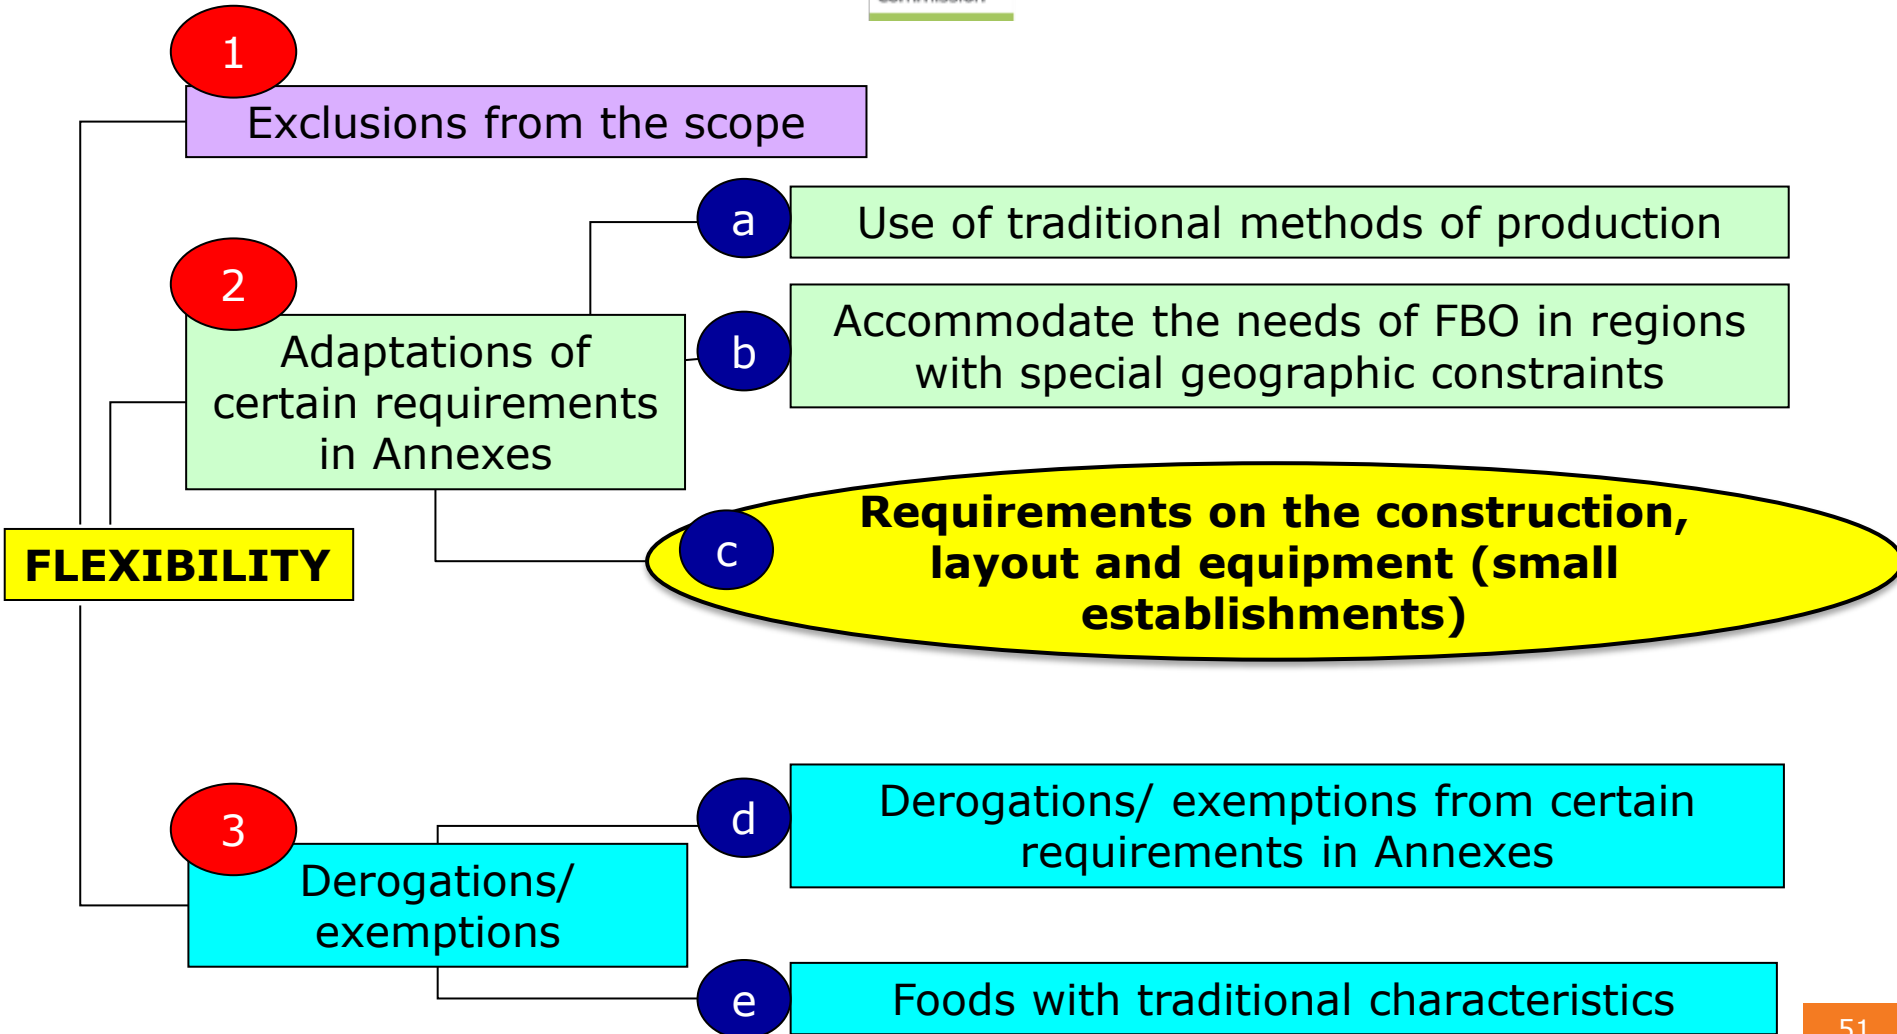 Commission
1
Exclusions from the scope
a
Use of traditional methods of production
2
Adaptations of
certain requirements
in Annexes
b
Accommodate the needs of FBO in regions
with special geographic constraints
FLEXIBILITY
c
Requirements on the construction,
layout and equipment (small
establishments)
3
Derogations/
exemptions
d
Derogations/ exemptions from certain
requirements in Annexes
e
Foods with traditional characteristics
51